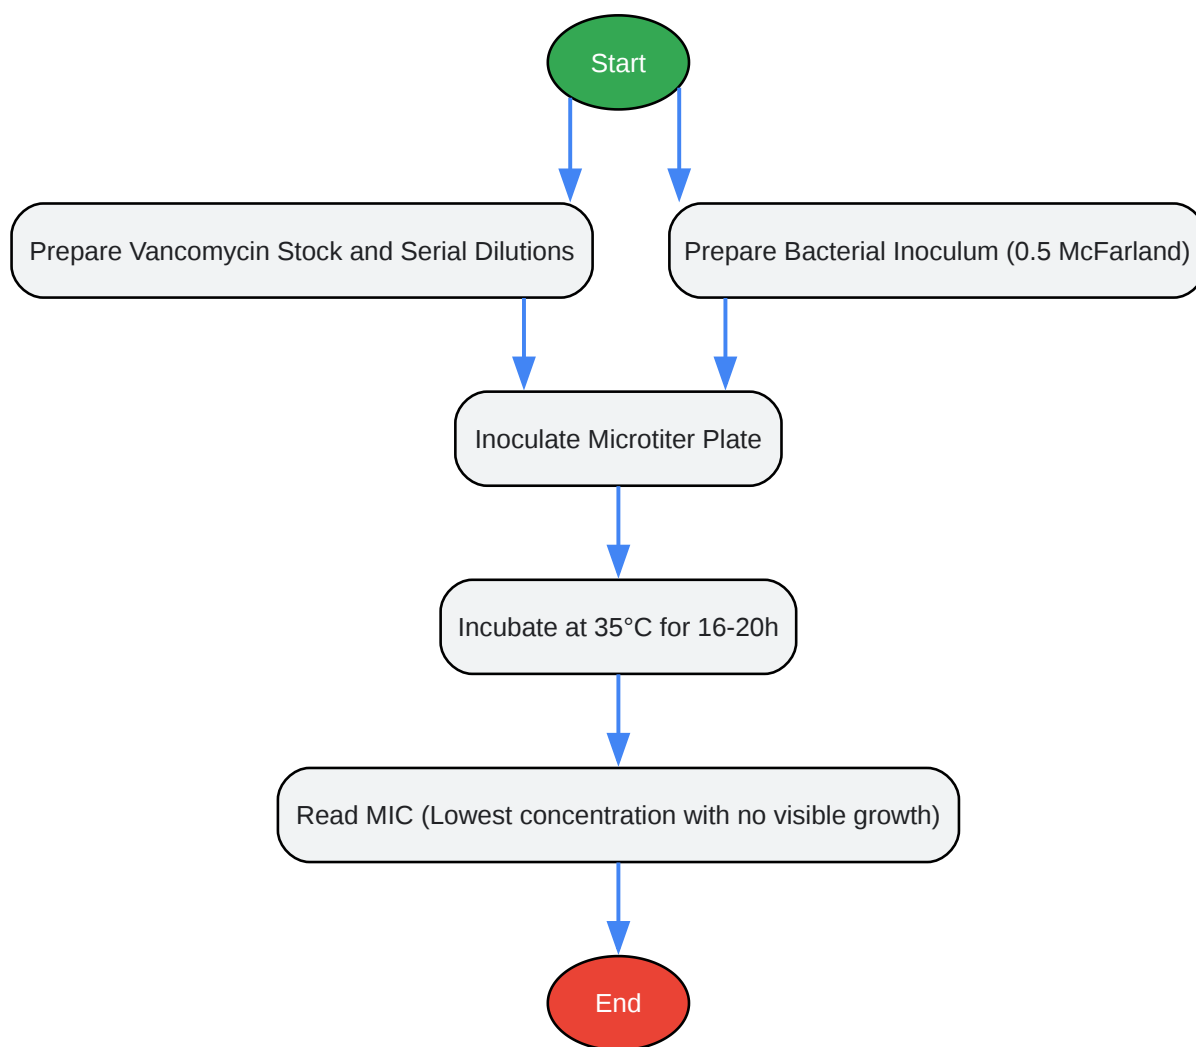 Start
Prepare Vancomycin Stock and Serial Dilutions
Prepare Bacterial Inoculum (0.5 McFarland)
Inoculate Microtiter Plate
Incubate at 35°C for 16-20h
Read MIC (Lowest concentration with no visible growth)
End